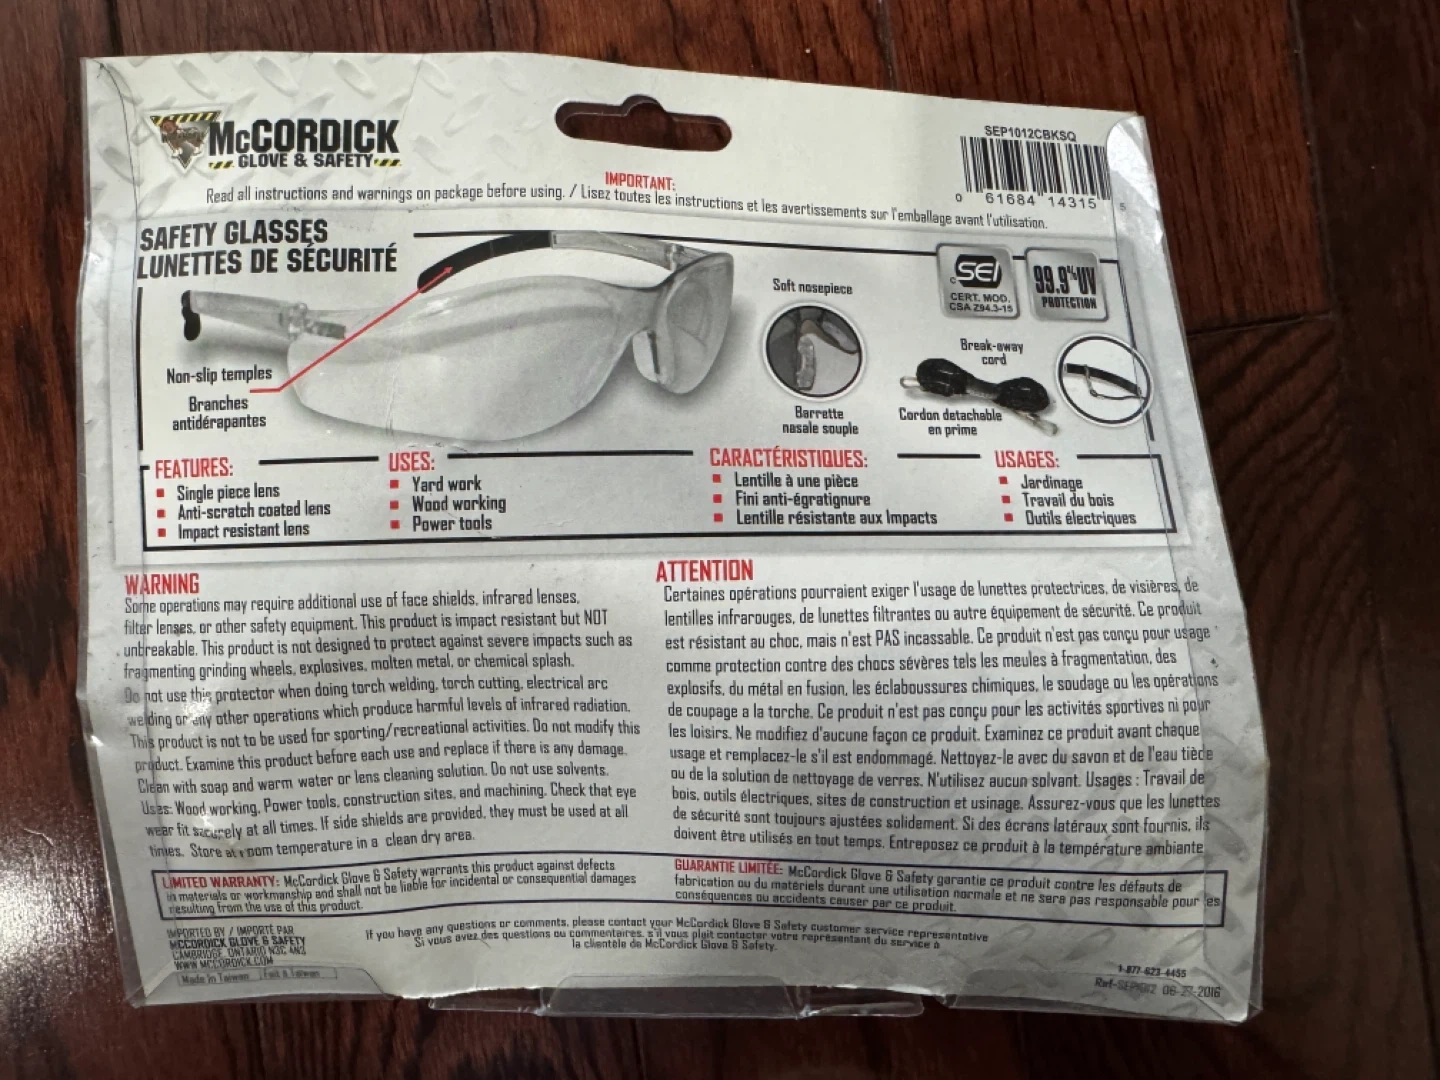 McCORDICK
GLOVE & SAFETY
SEP1012CBKSQ
0 61684 14315 5
IMPORTANT:
Read all instructions and warnings on package before using. / Lisez toutes les instructions et les avertissements sur l'emballage avant l'utilisation.
SAFETY GLASSES
LUNETTES DE SÉCURITÉ
SEI
CERT. MOD.
CSA Z94.3-15
99.9% UV
PROTECTION
Soft nosepiece
Barrette
nasale souple
Break-away
cord
Cordon detachable
en prime
Non-slip temples
Branches
antidérapantes
FEATURES:
Single piece lens
Anti-scratch coated lens
Impact resistant lens
USES:
Yard work
Wood working
Power tools
CARACTÉRISTIQUES:
Lentille à une pièce
Fini anti-égratignure
Lentille résistante aux Impacts
USAGES:
Jardinage
Travail du bois
Outils électriques
WARNING
Some operations may require additional use of face shields, infrared lenses,
filter lenses, or other safety equipment. This product is impact resistant but NOT
unbreakable. This product is not designed to protect against severe impacts such as
fragmenting grinding wheels, explosives, molten metal, or chemical splash.
Do not use this protector when doing torch welding, torch cutting, electrical arc
welding or any other operations which produce harmful levels of infrared radiation.
This product is not to be used for sporting/recreational activities. Do not modify this
product. Examine this product before each use and replace if there is any damage.
Clean with soap and warm water or lens cleaning solution. Do not use solvents.
Uses: Wood working, Power tools, construction sites, and machining. Check that eye
wear fit securely at all times. If side shields are provided, they must be used at all
times. Store at room temperature in a clean dry area.
ATTENTION
Certaines opérations pourraient exiger l'usage de lunettes protectrices, de visières, de
lentilles infrarouges, de lunettes filtrantes ou autre équipement de sécurité. Ce produit
est résistant au choc, mais n'est PAS incassable. Ce produit n'est pas conçu pour usage
comme protection contre des chocs sévères tels les meules à fragmentation, des
explosifs, du métal en fusion, les éclaboussures chimiques, le soudage ou les opérations
de coupage a la torche. Ce produit n'est pas conçu pour les activités sportives ni pour
les loisirs. Ne modifiez d'aucune façon ce produit. Examinez ce produit avant chaque
usage et remplacez-le s'il est endommagé. Nettoyez-le avec du savon et de l'eau tiède
ou de la solution de nettoyage de verres. N'utilisez aucun solvant. Usages : Travail de
bois, outils électriques, sites de construction et usinage. Assurez-vous que les lunettes
de sécurité sont toujours ajustées solidement. Si des écrans latéraux sont fournis, ils
doivent être utilisés en tout temps. Entreposez ce produit à la température ambiante
LIMITED WARRANTY: McCordick Glove & Safety warrants this product against defects
in materials or workmanship and shall not be liable for incidental or consequential damages
resulting from the use of this product.
GUARANTIE LIMITÉE: McCordick Glove & Safety garantie ce produit contre les défauts de
fabrication ou du matériels durant une utilisation normale et ne sera pas responsable pour les
conséquences ou accidents causer par ce produit.
IMPORTED BY / IMPORTÉ PAR
MCCORDICK GLOVE & SAFETY
CAMBRIDGE, ONTARIO N3C 4N3
WWW.MCCORDICK.COM
Made in Taiwan Fait à Taiwan
If you have any questions or comments, please contact your McCordick Glove & Safety customer service representative
Si vous avez des questions ou commentaires, s'il vous plait contacter votre représentant du service à
la clientèle de McCordick Glove & Safety.
1-877-623-4455
Ref-SEP1012 06-27-2016